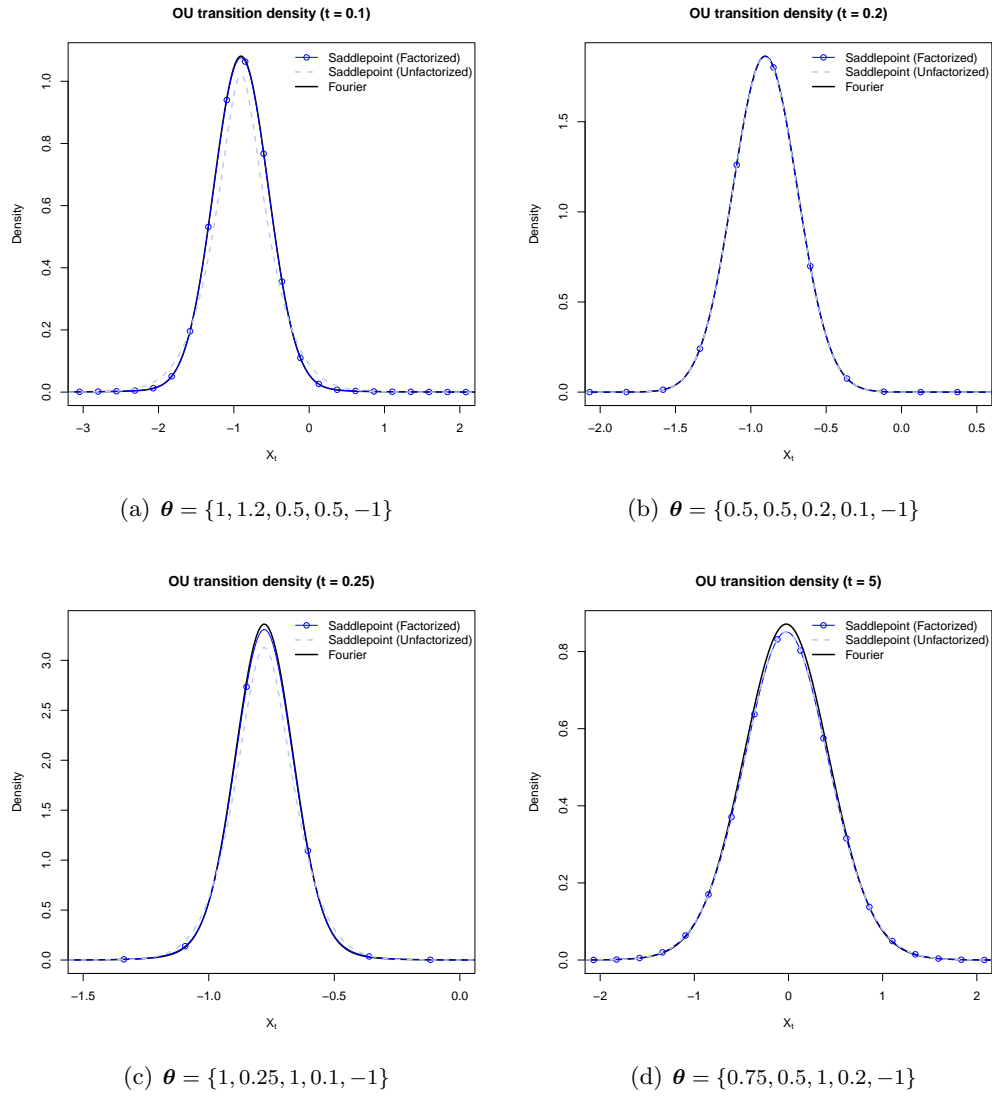 OU transition density (t = 0.1)
Saddlepoint (Factorized)
Saddlepoint (Unfactorized)
Fourier
Density
0.0 0.2 0.4 0.6 0.8 1.0
−3 −2 −1 0 1 2
X_t
(a) θ = {1, 1.2, 0.5, 0.5, −1}
OU transition density (t = 0.2)
Saddlepoint (Factorized)
Saddlepoint (Unfactorized)
Fourier
Density
0.0 0.5 1.0 1.5
−2.0 −1.5 −1.0 −0.5 0.0 0.5
X_t
(b) θ = {0.5, 0.5, 0.2, 0.1, −1}
OU transition density (t = 0.25)
Saddlepoint (Factorized)
Saddlepoint (Unfactorized)
Fourier
Density
0.0 0.5 1.0 1.5 2.0 2.5 3.0
−1.5 −1.0 −0.5 0.0
X_t
(c) θ = {1, 0.25, 1, 0.1, −1}
OU transition density (t = 5)
Saddlepoint (Factorized)
Saddlepoint (Unfactorized)
Fourier
Density
0.0 0.2 0.4 0.6 0.8
−2 −1 0 1 2
X_t
(d) θ = {0.75, 0.5, 1, 0.2, −1}